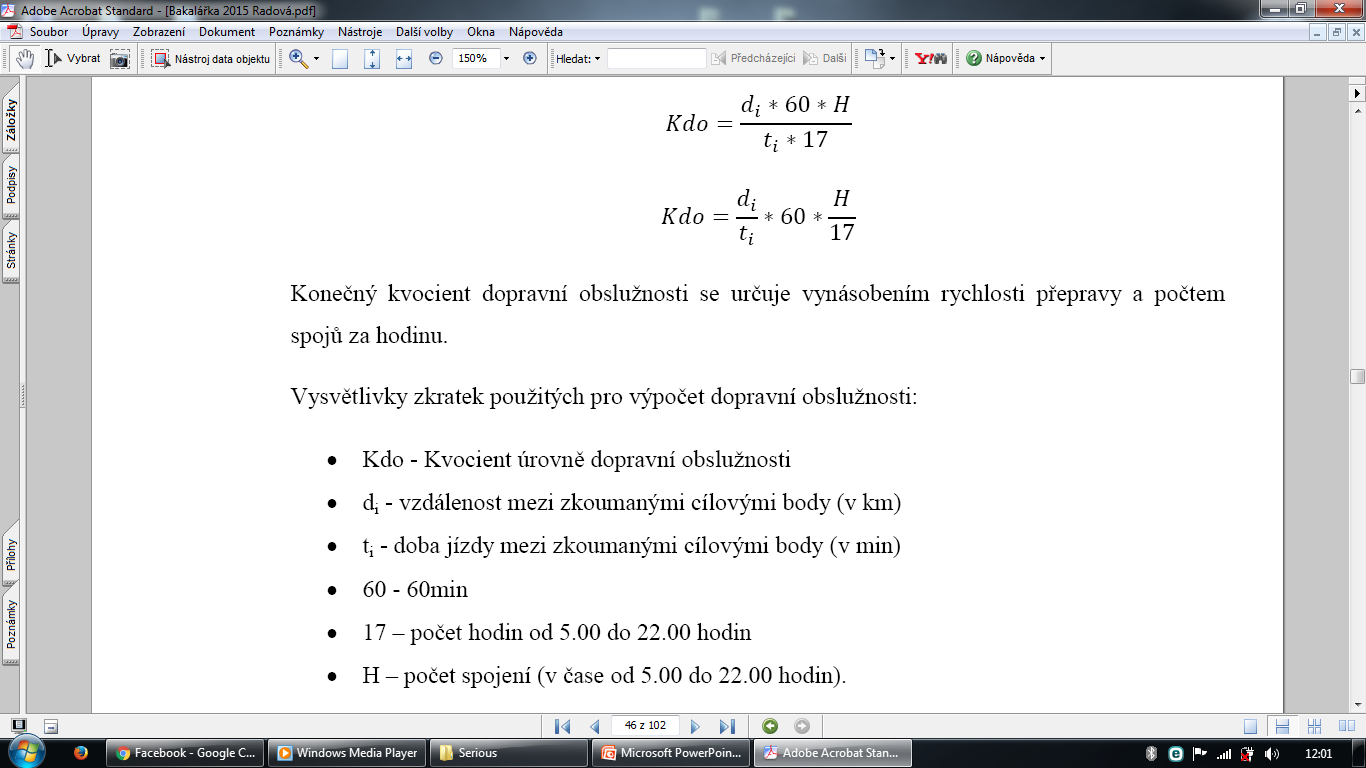 Adobe Acrobat Standard - [Bakalářka 2015 Radová.pdf]
Soubor Úpravy Zobrazení Dokument Poznámky Nástroje Další volby Okna Nápověda
Vybrat Nástroj data objektu 150% Hledat: Předcházející Další Y! Nápověda
Záložky
Podpisy
Stránky
Přílohy
Poznámky
Kdo = \frac{d_i * 60 * H}{t_i * 17}
Kdo = \frac{d_i}{t_i} * 60 * \frac{H}{17}
Konečný kvocient dopravní obslužnosti se určuje vynásobením rychlosti přepravy a počtem
spojů za hodinu.
Vysvětlivky zkratek použitých pro výpočet dopravní obslužnosti:
• Kdo - Kvocient úrovně dopravní obslužnosti
• d_i - vzdálenost mezi zkoumanými cílovými body (v km)
• t_i - doba jízdy mezi zkoumanými cílovými body (v min)
• 60 - 60min
• 17 – počet hodin od 5.00 do 22.00 hodin
• H – počet spojení (v čase od 5.00 do 22.00 hodin).
46 z 102
Facebook - Google C... Windows Media Player Serious Microsoft PowerPoin... Adobe Acrobat Stan... 12:01